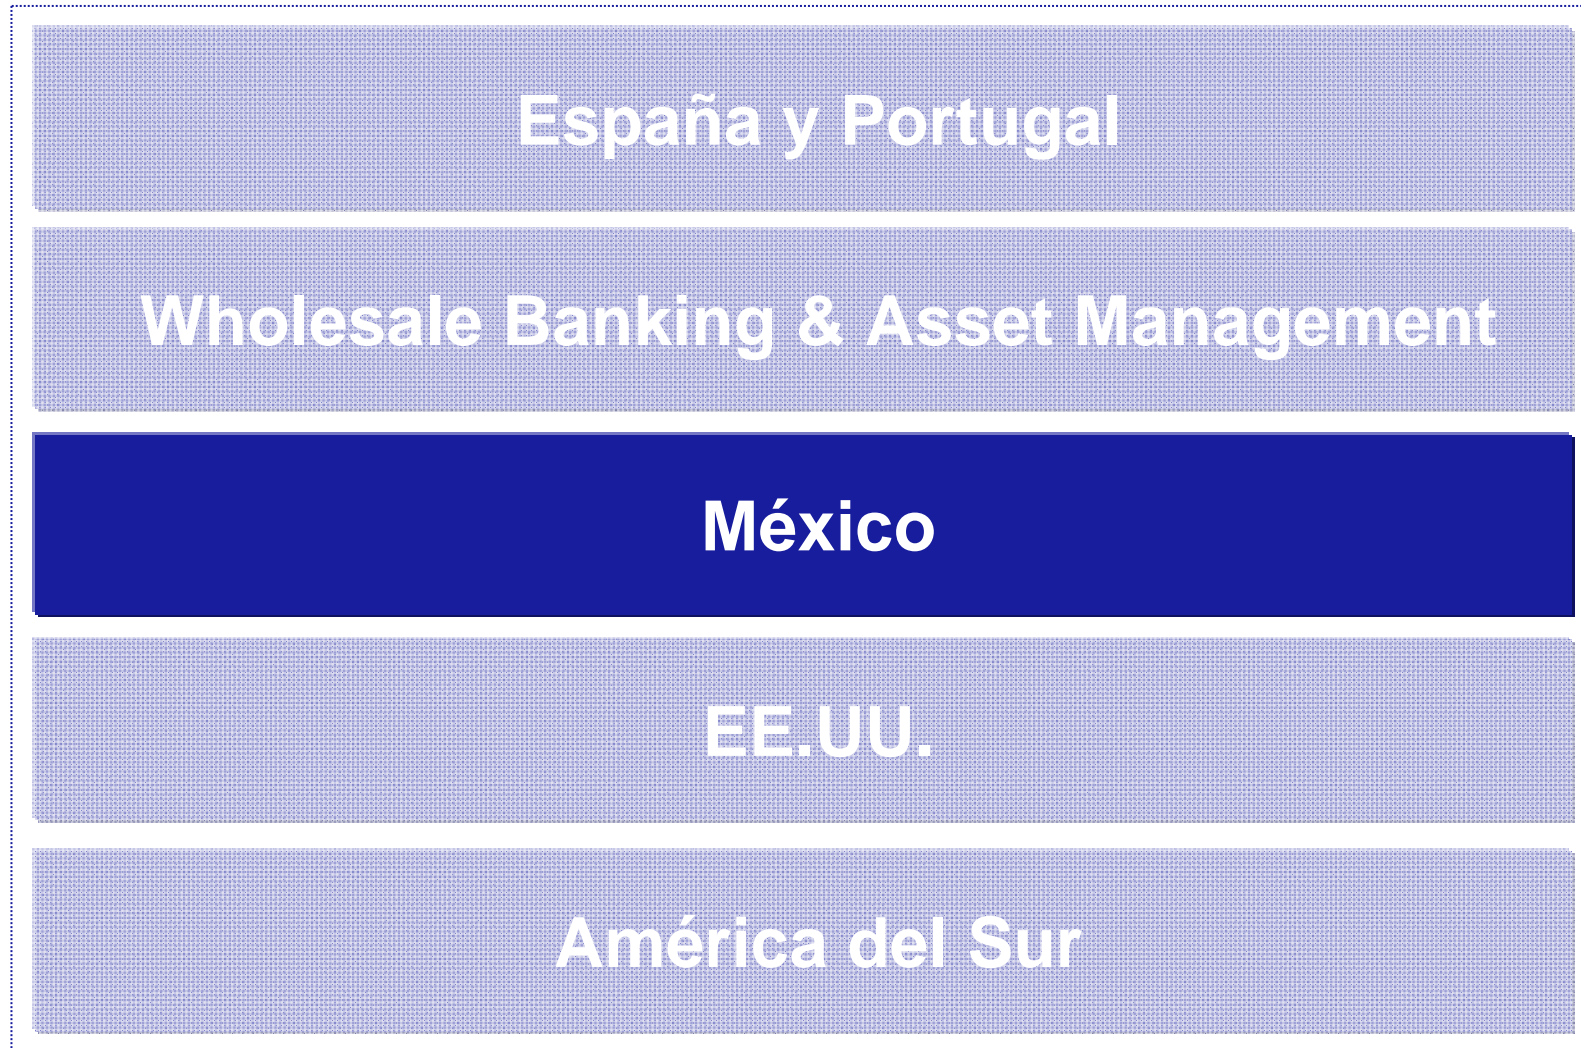 España y Portugal
Wholesale Banking & Asset Management
México
EE.UU.
América del Sur